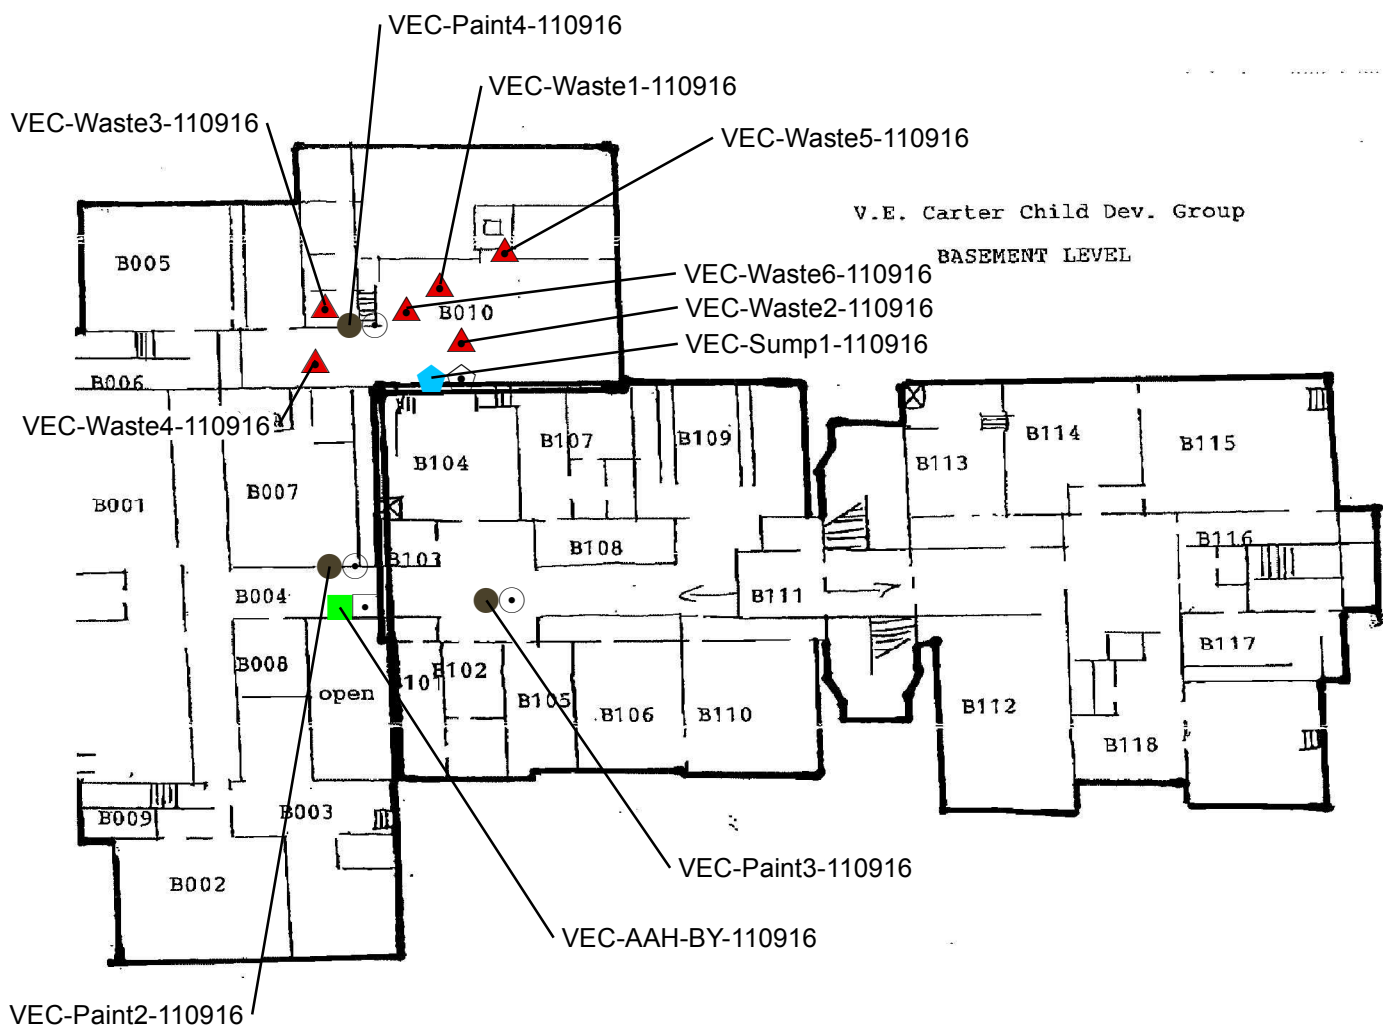 VEC-Paint4-110916
VEC-Waste1-110916
VEC-Waste3-110916
VEC-Waste5-110916
V.E. Carter Child Dev. Group
BASEMENT LEVEL
B005
VEC-Waste6-110916
VEC-Waste2-110916
B010
VEC-Sump1-110916
B006
VEC-Waste4-110916
B107
B109
B114
B115
B104
B113
B007
B001
B116
B103
B108
B004
B111
B008
B102
B117
open
B105
B106
B110
B112
B118
B009
B003
VEC-Paint3-110916
B002
VEC-AAH-BY-110916
VEC-Paint2-110916